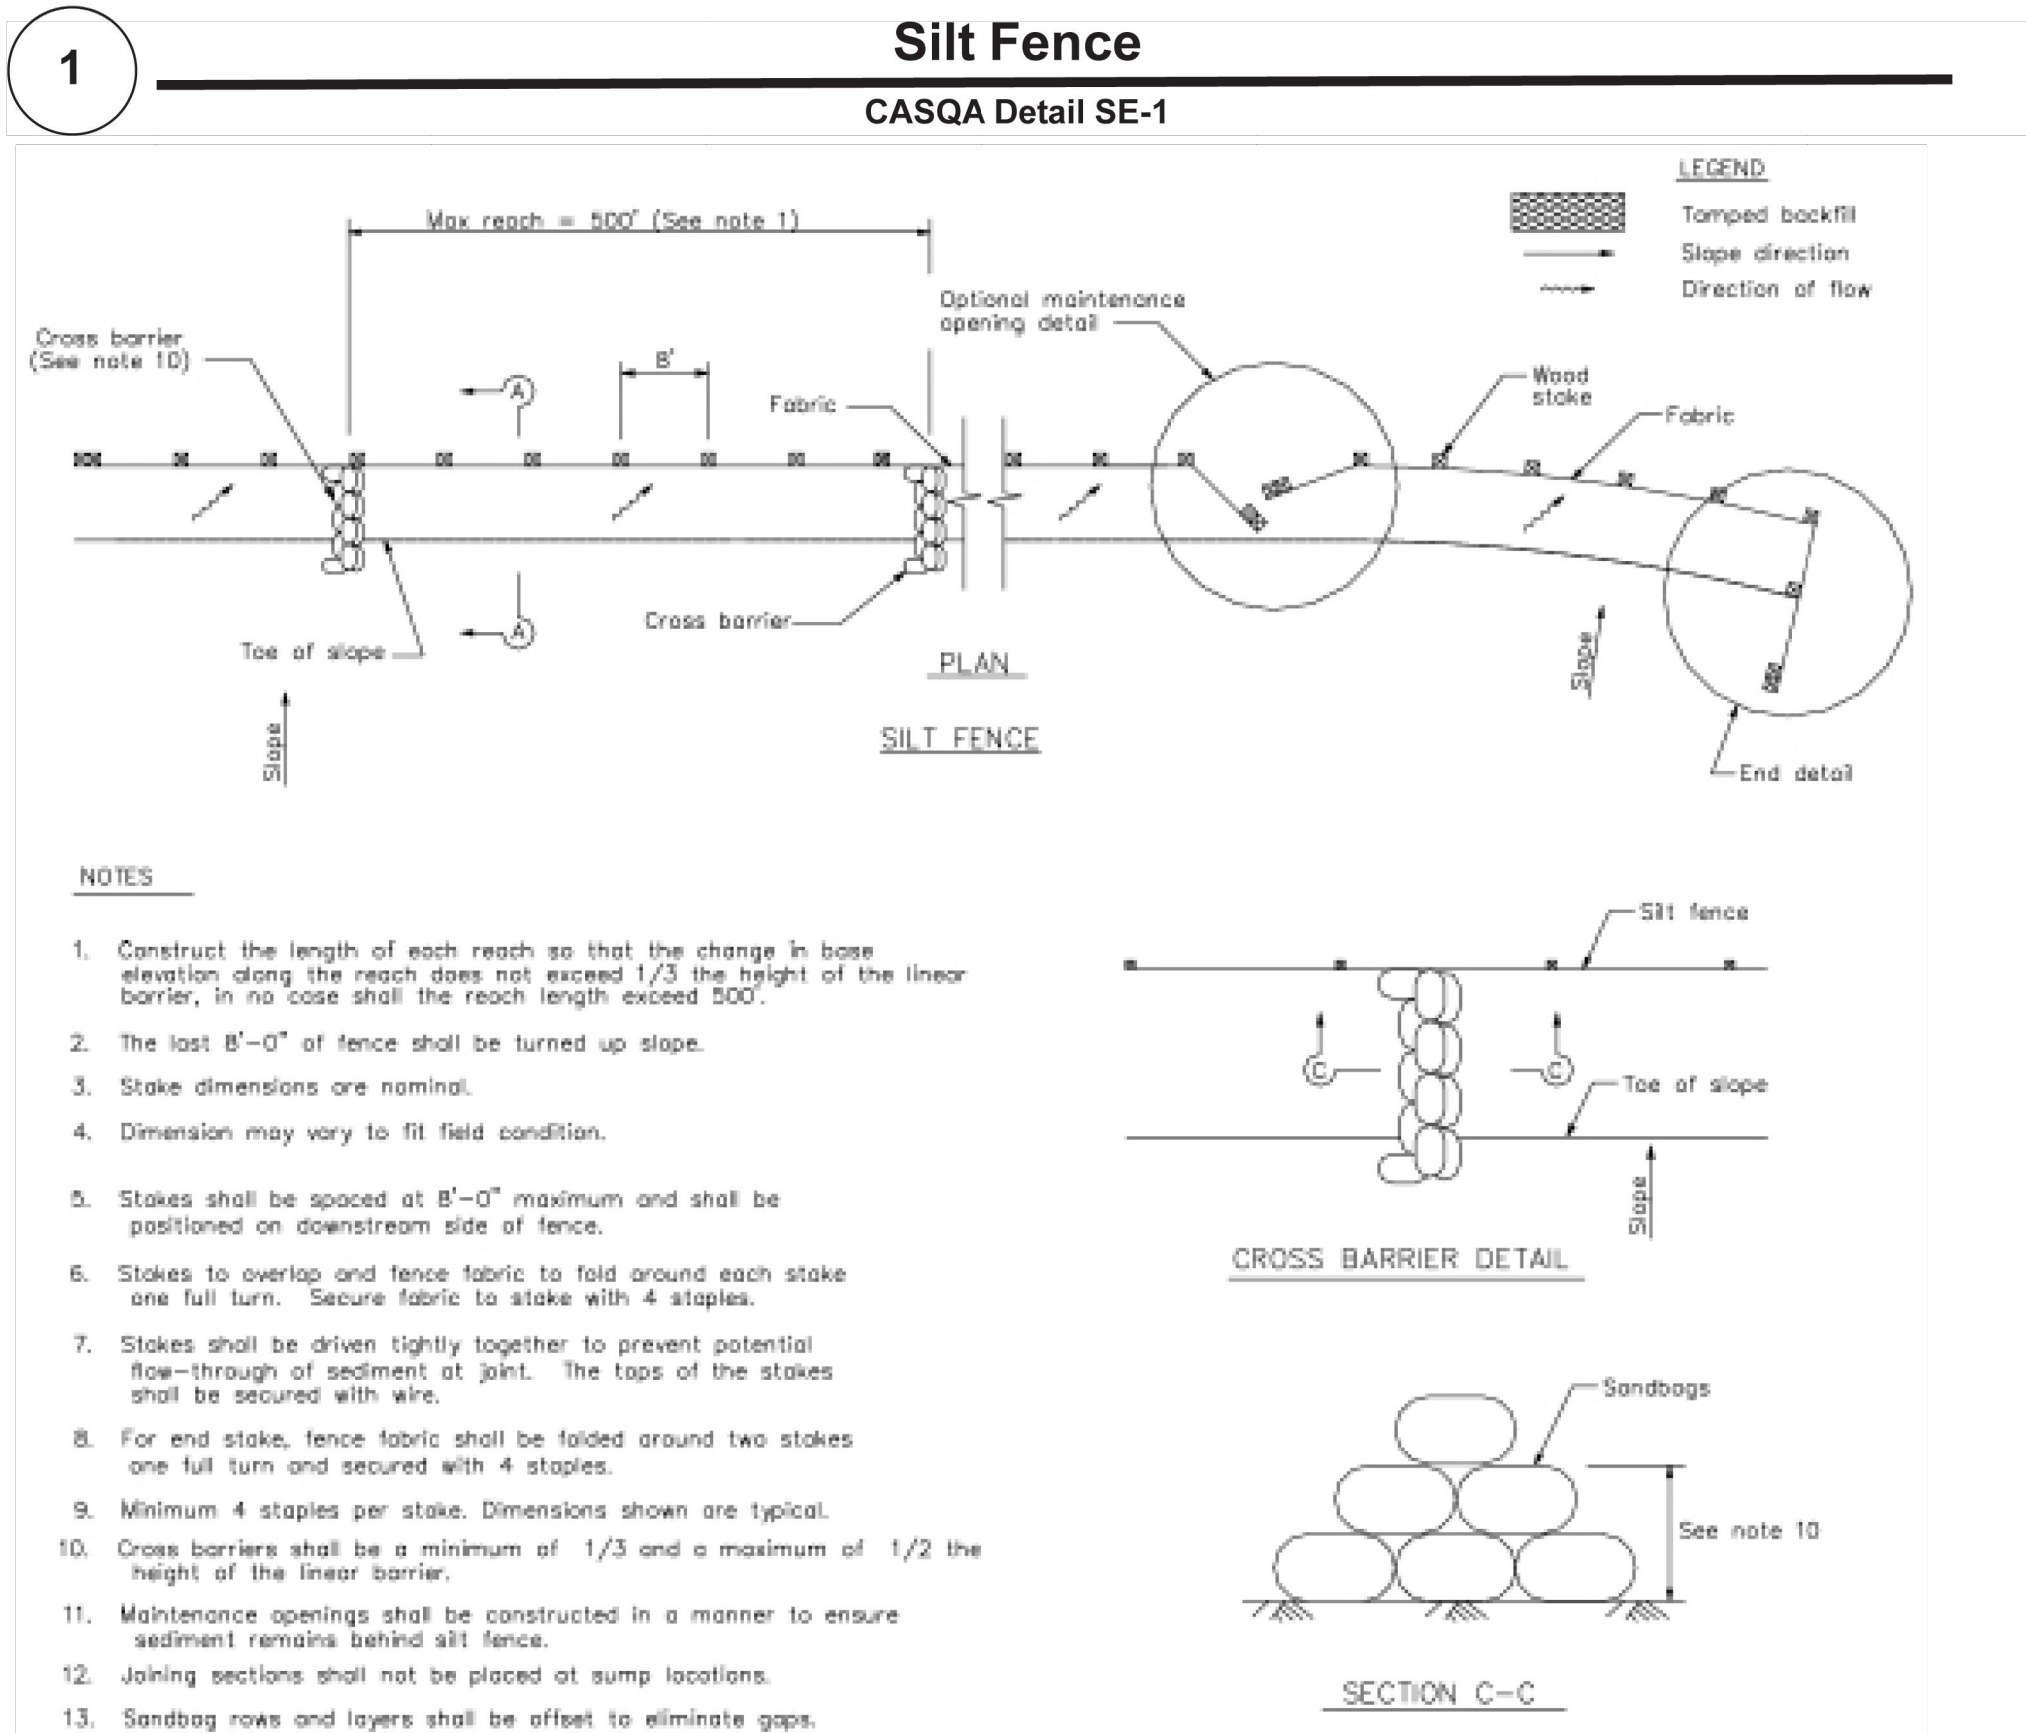 1
Silt Fence
CASQA Detail SE-1
LEGEND
Tamped backfill
Slope direction
Direction of flow
Max reach = 500' (See note 1)
Optional maintenance
opening detail
Cross barrier
(See note 10)
8'
A
Fabric
Wood
stake
Fabric
Cross barrier
A
Toe of slope
PLAN
Slope
Slope
SILT FENCE
End detail
NOTES
1. Construct the length of each reach so that the change in base
elevation along the reach does not exceed 1/3 the height of the linear
barrier, in no case shall the reach length exceed 500'.
2. The last 8'-0" of fence shall be turned up slope.
3. Stake dimensions are nominal.
4. Dimension may vary to fit field condition.
5. Stakes shall be spaced at 8'-0" maximum and shall be
positioned on downstream side of fence.
6. Stakes to overlap and fence fabric to fold around each stake
one full turn. Secure fabric to stake with 4 staples.
7. Stakes shall be driven tightly together to prevent potential
flow-through of sediment at joint. The tops of the stakes
shall be secured with wire.
8. For end stake, fence fabric shall be folded around two stakes
one full turn and secured with 4 staples.
9. Minimum 4 staples per stake. Dimensions shown are typical.
10. Cross barriers shall be a minimum of 1/3 and a maximum of 1/2 the
height of the linear barrier.
11. Maintenance openings shall be constructed in a manner to ensure
sediment remains behind silt fence.
12. Joining sections shall not be placed at sump locations.
13. Sandbag rows and layers shall be offset to eliminate gaps.
Silt fence
C
C
Toe of slope
Slope
CROSS BARRIER DETAIL
Sandbags
See note 10
SECTION C-C